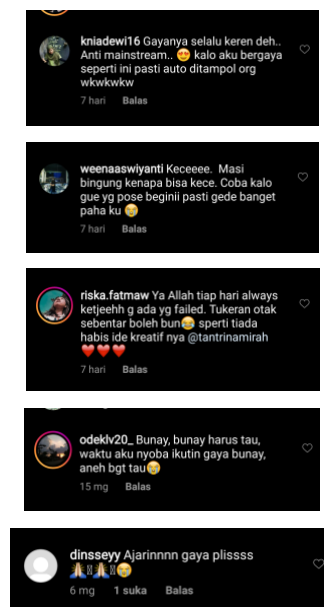 kniadewi16 Gayanya selalu keren deh..
Anti mainstream.. 😍 kalo aku bergaya
seperti ini pasti auto ditampol org
wkwkwkw
7 hari Balas
weenaaswiyanti Keceeee. Masi
bingung kenapa bisa kece. Coba kalo
gue yg pose beginii pasti gede banget
paha ku 😭
7 hari Balas
riska.fatmaw Ya Allah tiap hari always
ketjeehh g ada yg failed. Tukeran otak
sebentar boleh bun😂 sperti tiada
habis ide kreatif nya @tantrinamirah
❤️❤️❤️
7 hari Balas
odeklv20_ Bunay, bunay harus tau,
waktu aku nyoba ikutin gaya bunay,
aneh bgt tau😭
15 mg Balas
dinsseyy Ajarinnnn gaya plissss
🙏🙏😭
6 mg 1 suka Balas